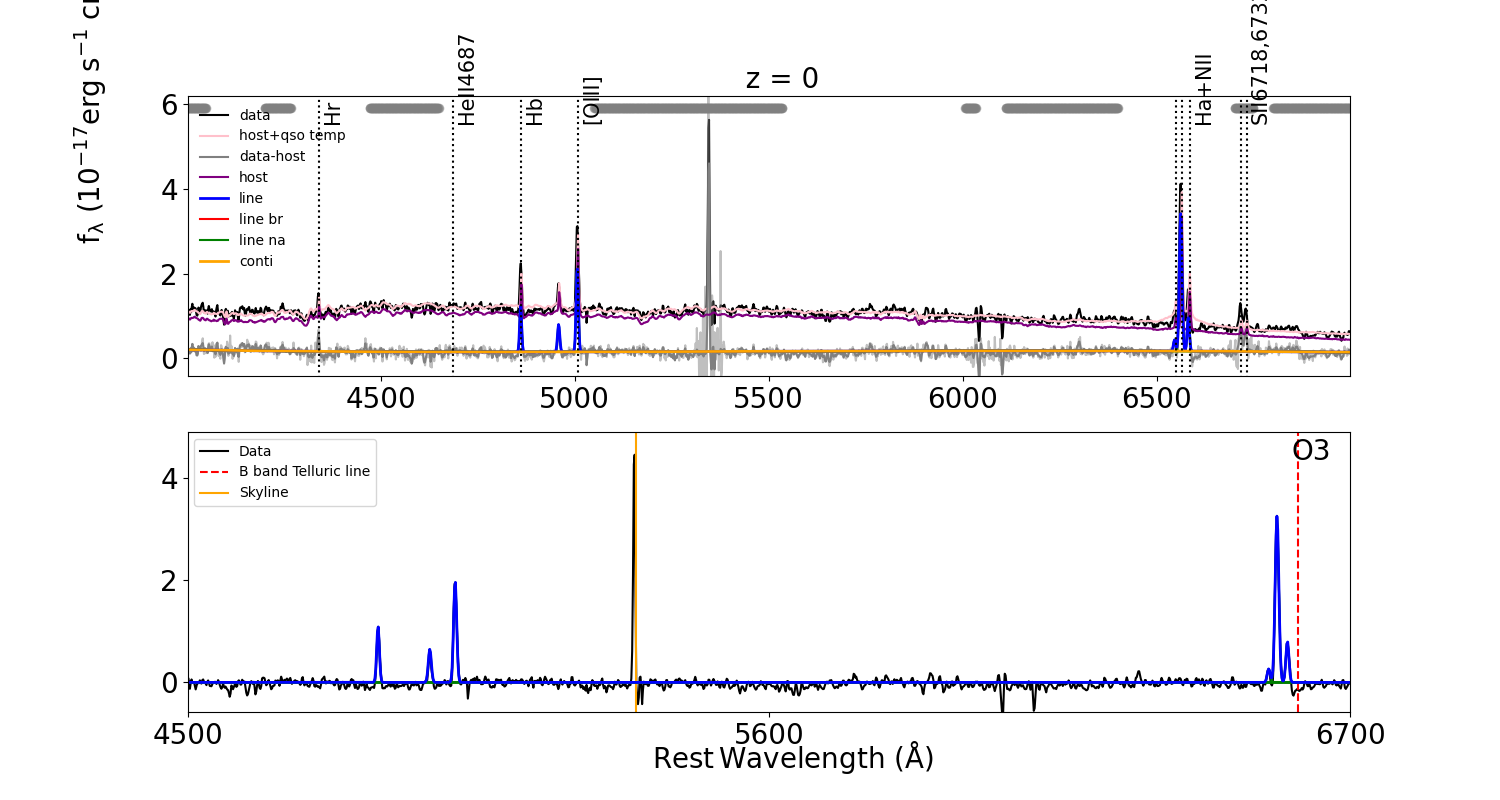 z = 0
f_λ (10^−17 erg s^−1
6
4
2
0
data
host+qso temp
data-host
host
line
line br
line na
conti
Hr
HeII4687
Hb
[OIII]
Ha+NII
4500
5000
5500
6000
6500
Data
B band Telluric line
Skyline
O3
4
2
0
4500
5600
6700
Rest Wavelength (Å)